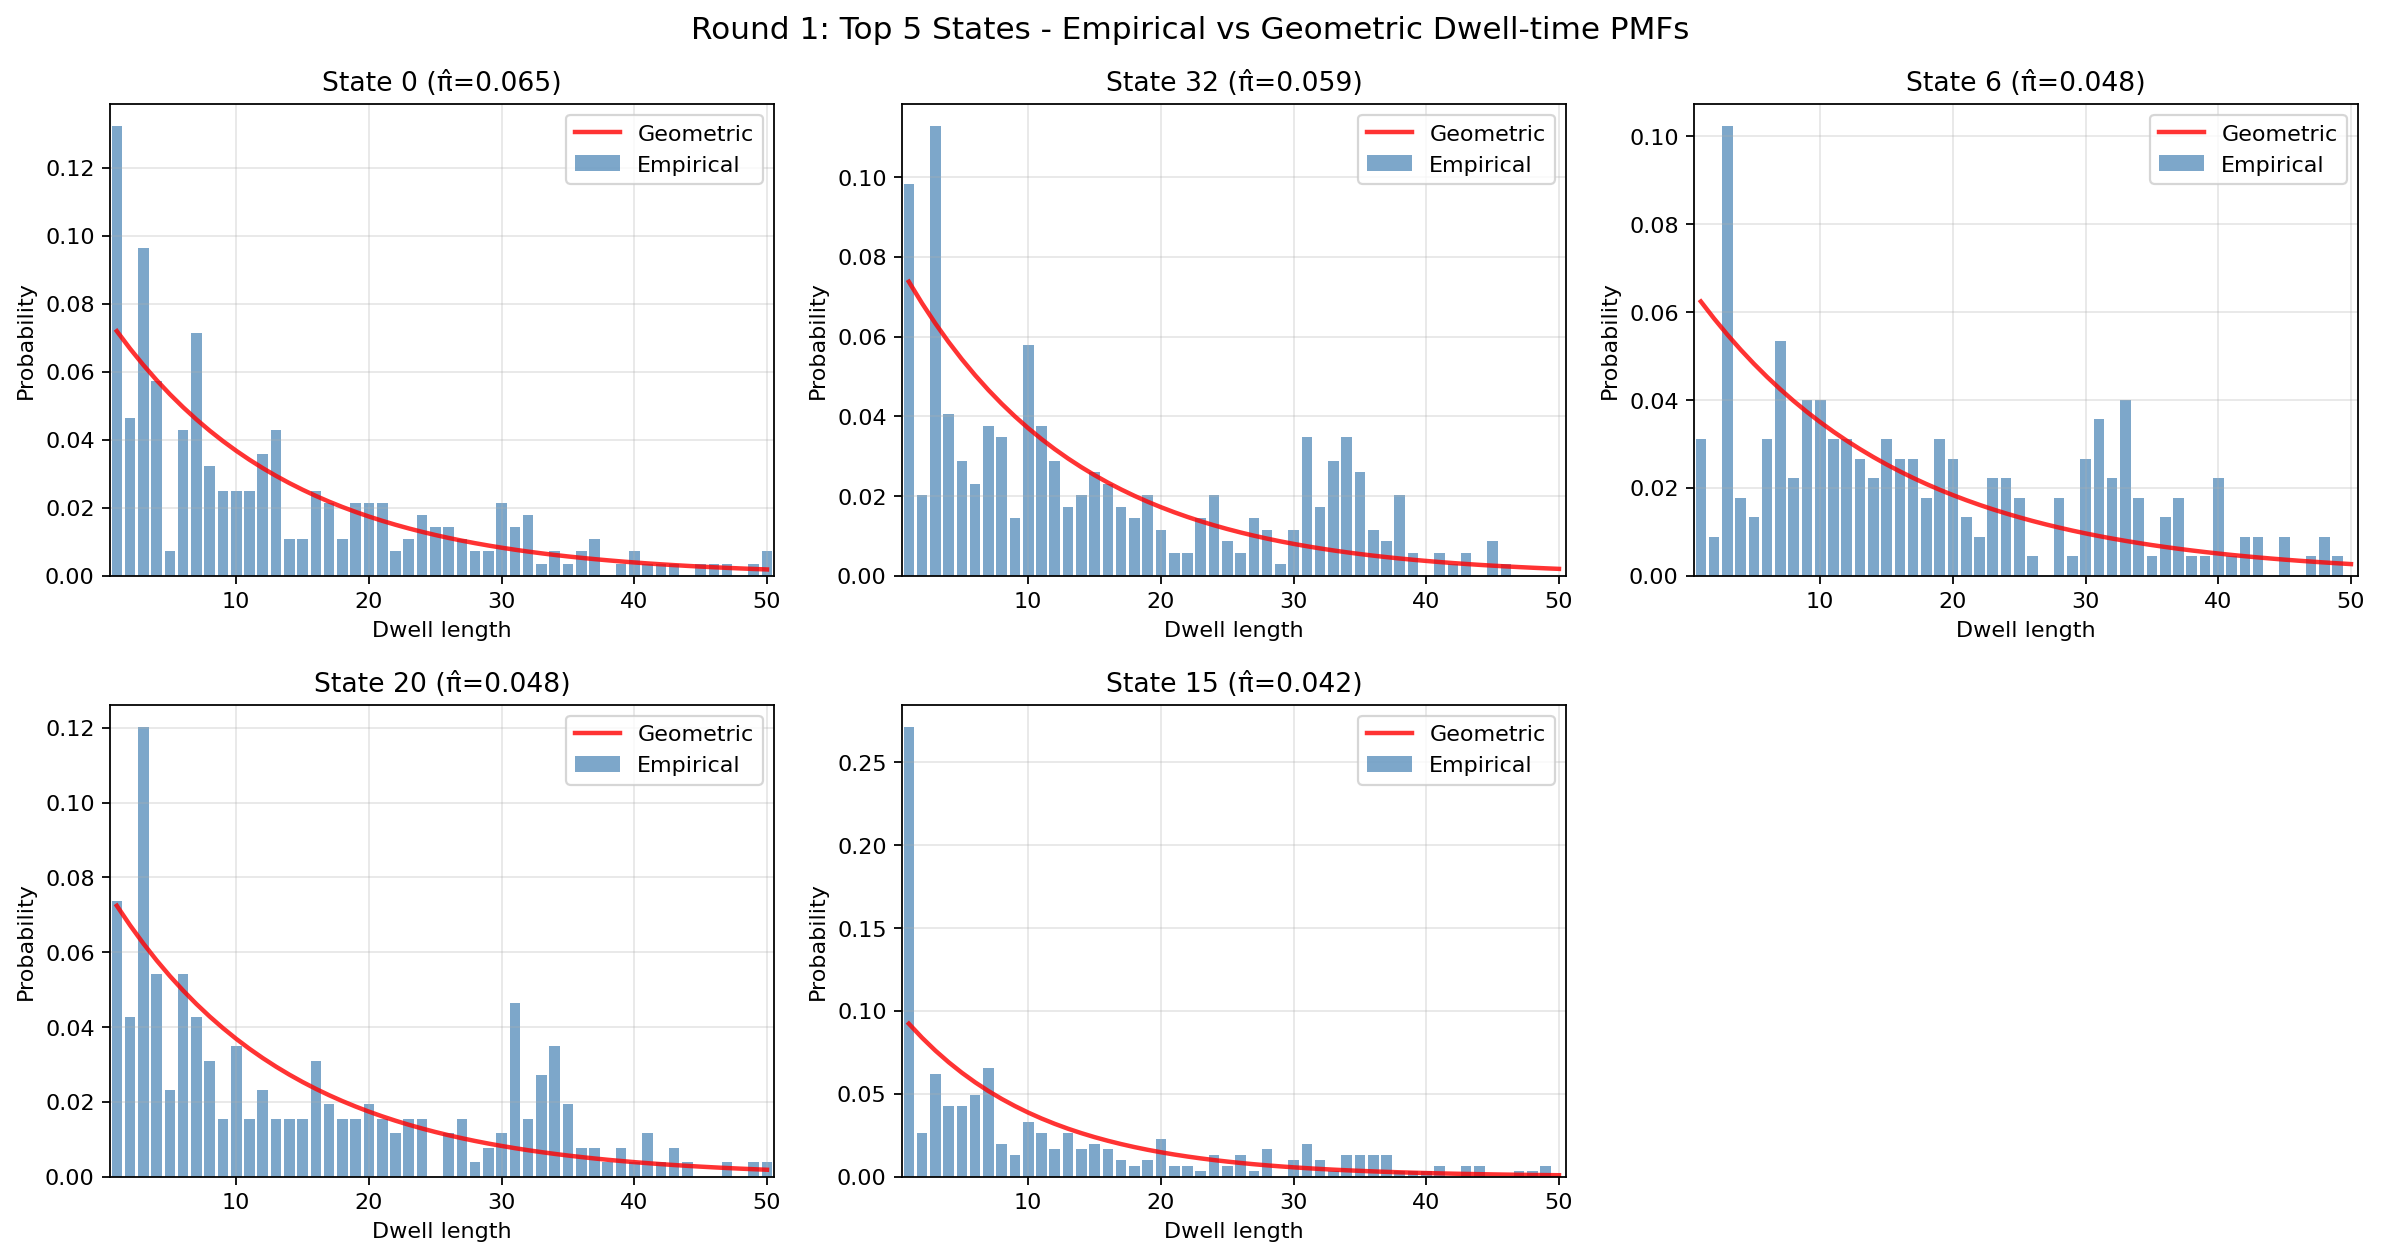 Round 1: Top 5 States - Empirical vs Geometric Dwell-time PMFs
State 0 (π̂=0.065)
Geometric
Empirical
Probability
0.12
0.10
0.08
0.06
0.04
0.02
0.00
10 20 30 40 50
Dwell length
State 32 (π̂=0.059)
Geometric
Empirical
Probability
0.10
0.08
0.06
0.04
0.02
0.00
10 20 30 40 50
Dwell length
State 6 (π̂=0.048)
Geometric
Empirical
Probability
0.10
0.08
0.06
0.04
0.02
0.00
10 20 30 40 50
Dwell length
State 20 (π̂=0.048)
Geometric
Empirical
Probability
0.12
0.10
0.08
0.06
0.04
0.02
0.00
10 20 30 40 50
Dwell length
State 15 (π̂=0.042)
Geometric
Empirical
Probability
0.25
0.20
0.15
0.10
0.05
0.00
10 20 30 40 50
Dwell length